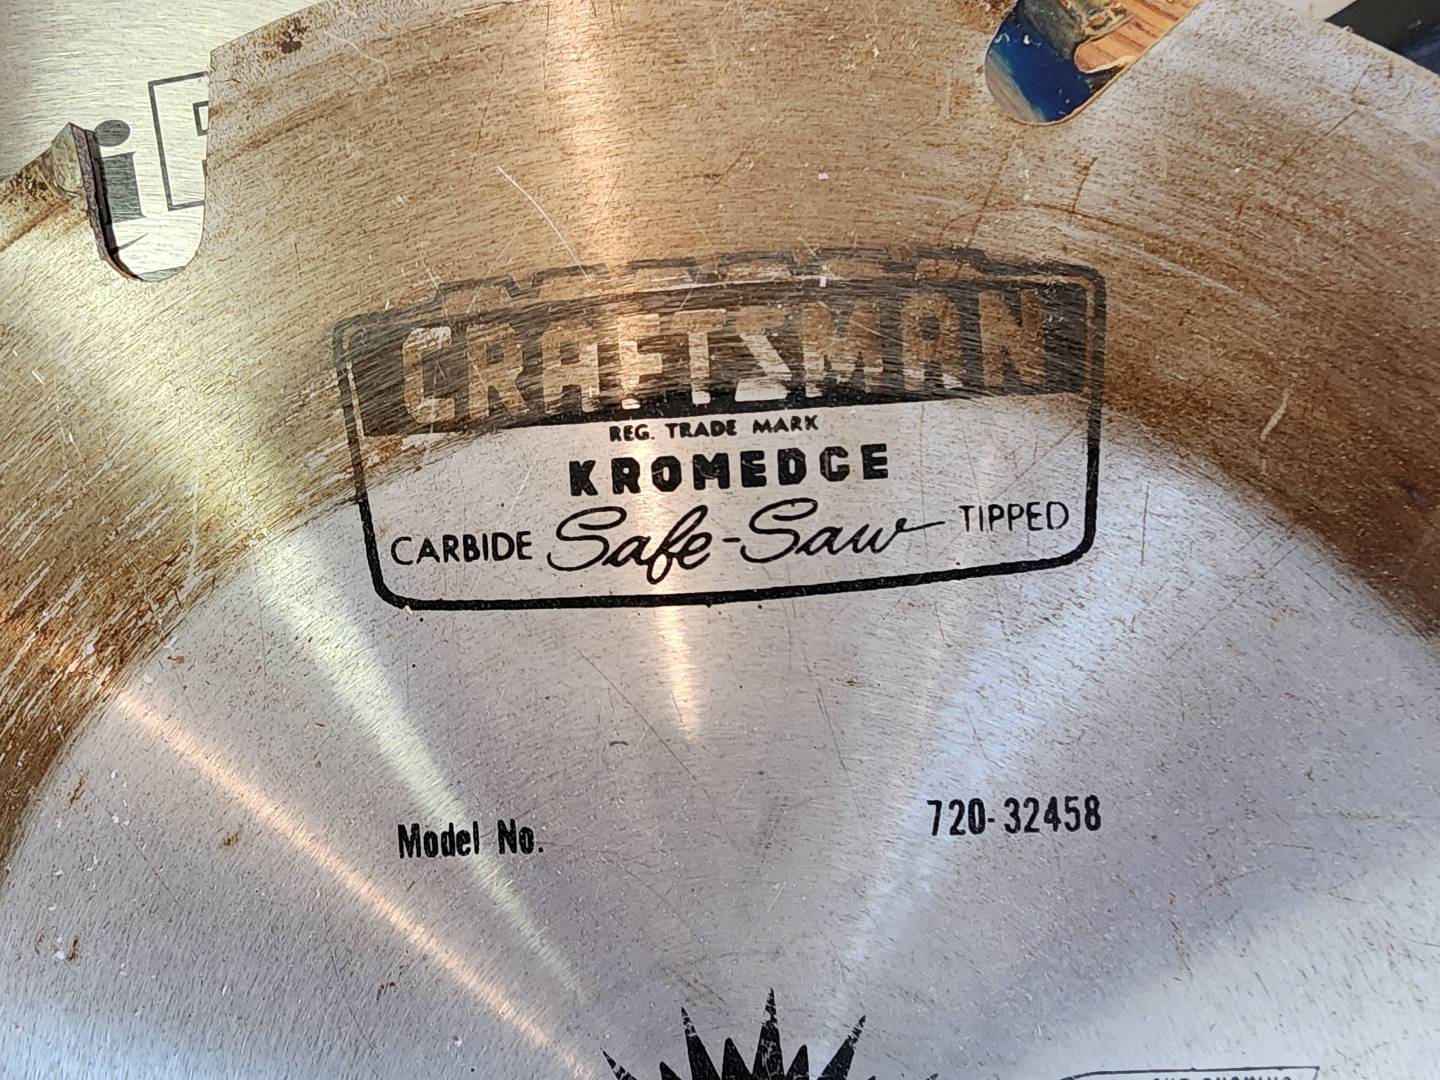 CRAFTSMAN
REG. TRADE MARK
KROMEDGE
CARBIDE Safe-Saw TIPPED
Model No. 720-32458